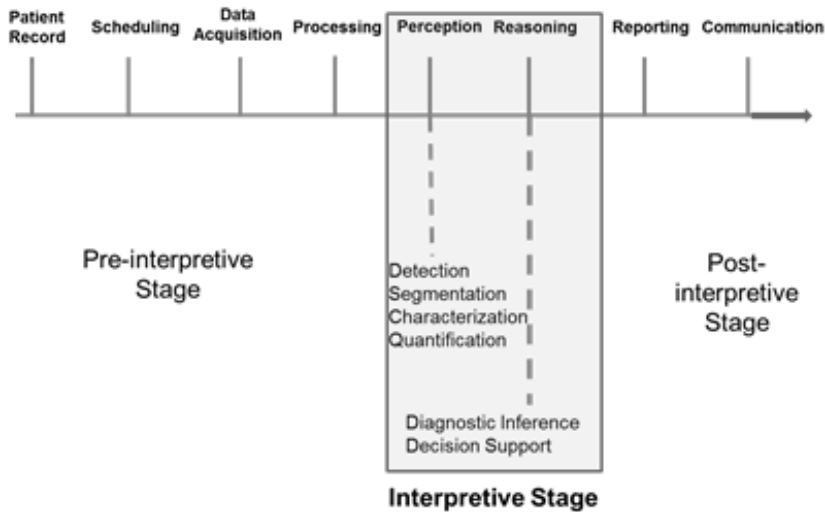 Patient
Record
Scheduling
Data
Acquisition
Processing
Perception
Reasoning
Reporting
Communication
Pre-interpretive
Stage
Detection
Segmentation
Characterization
Quantification
Diagnostic Inference
Decision Support
Post-
interpretive
Stage
Interpretive Stage